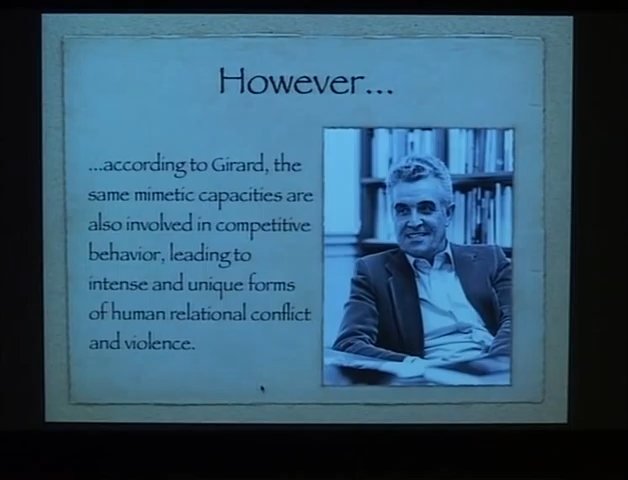 However...
...according to Girard, the
same mimetic capacities are
also involved in competitive
behavior, leading to
intense and unique forms
of human relational conflict
and violence.